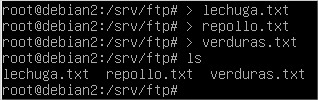 root@debian2:/srv/ftp# > lechuga.txt
root@debian2:/srv/ftp# > repollo.txt
root@debian2:/srv/ftp# > verduras.txt
root@debian2:/srv/ftp# ls
lechuga.txt  repollo.txt  verduras.txt
root@debian2:/srv/ftp#